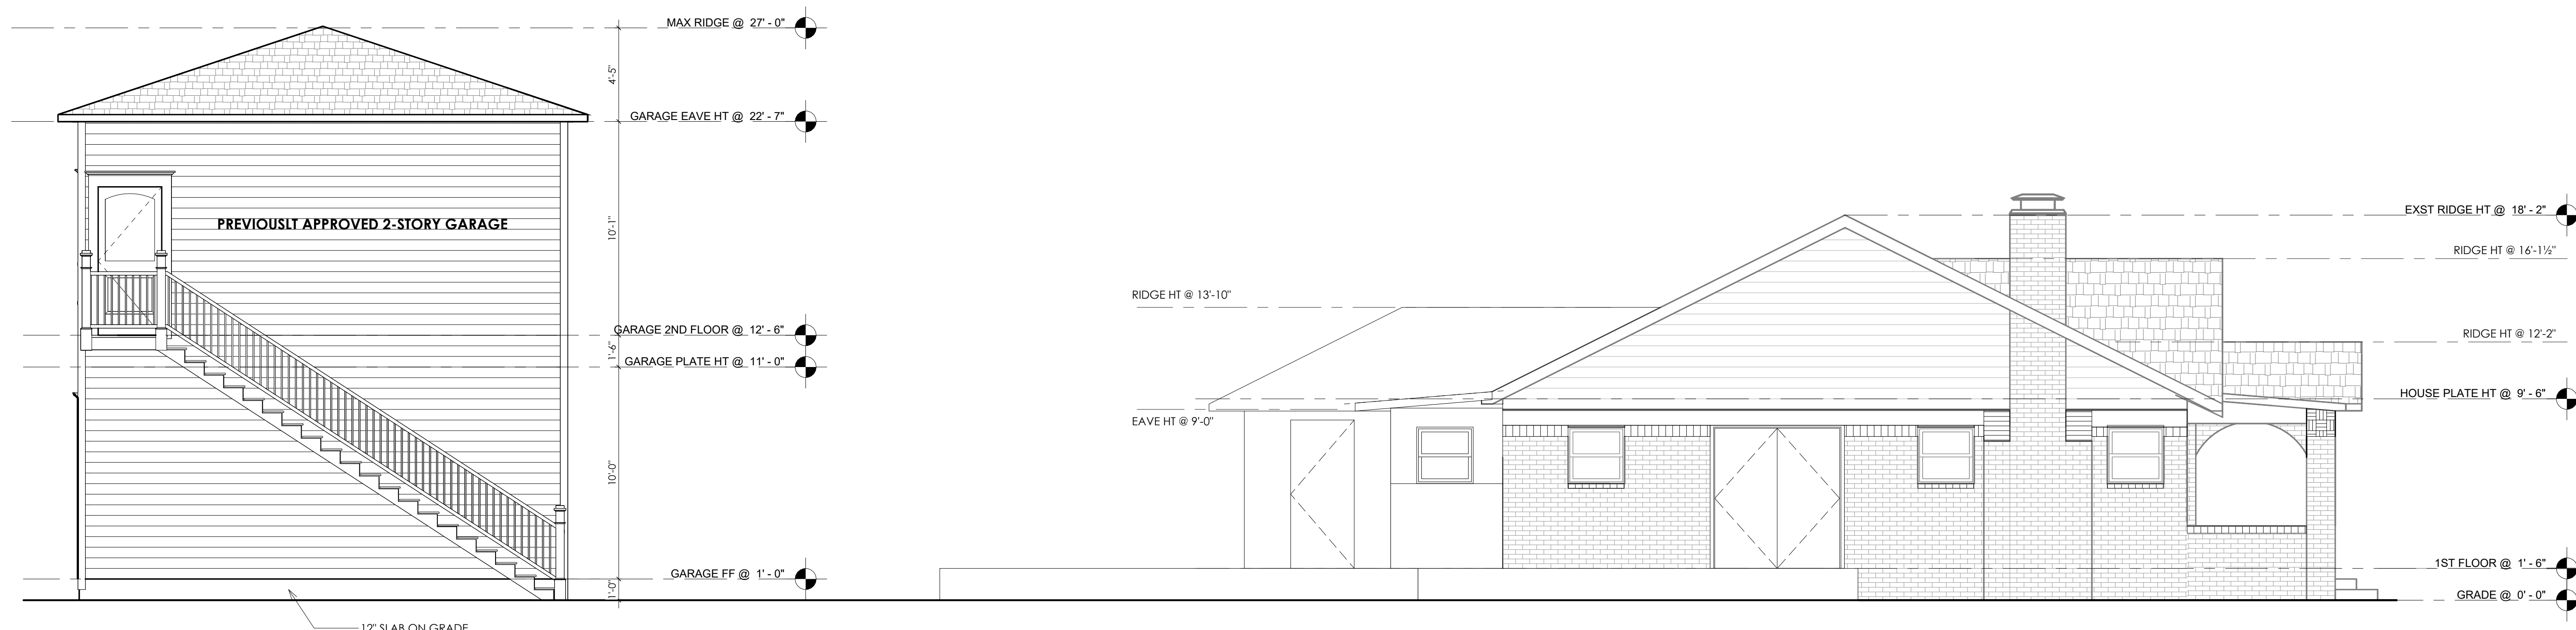 MAX RIDGE @ 27' - 0"
4'-5"
GARAGE EAVE HT @ 22' - 7"
PREVIOUSLT APPROVED 2-STORY GARAGE
10'-1"
GARAGE 2ND FLOOR @ 12' - 6"
1'-6"
GARAGE PLATE HT @ 11' - 0"
10'-0"
GARAGE FF @ 1' - 0"
1'-0"
12" SLAB ON GRADE
RIDGE HT @ 13'-10"
EAVE HT @ 9'-0"
EXST RIDGE HT @ 18' - 2"
RIDGE HT @ 16'-1½"
RIDGE HT @ 12'-2"
HOUSE PLATE HT @ 9' - 6"
1ST FLOOR @ 1' - 6"
GRADE @ 0' - 0"